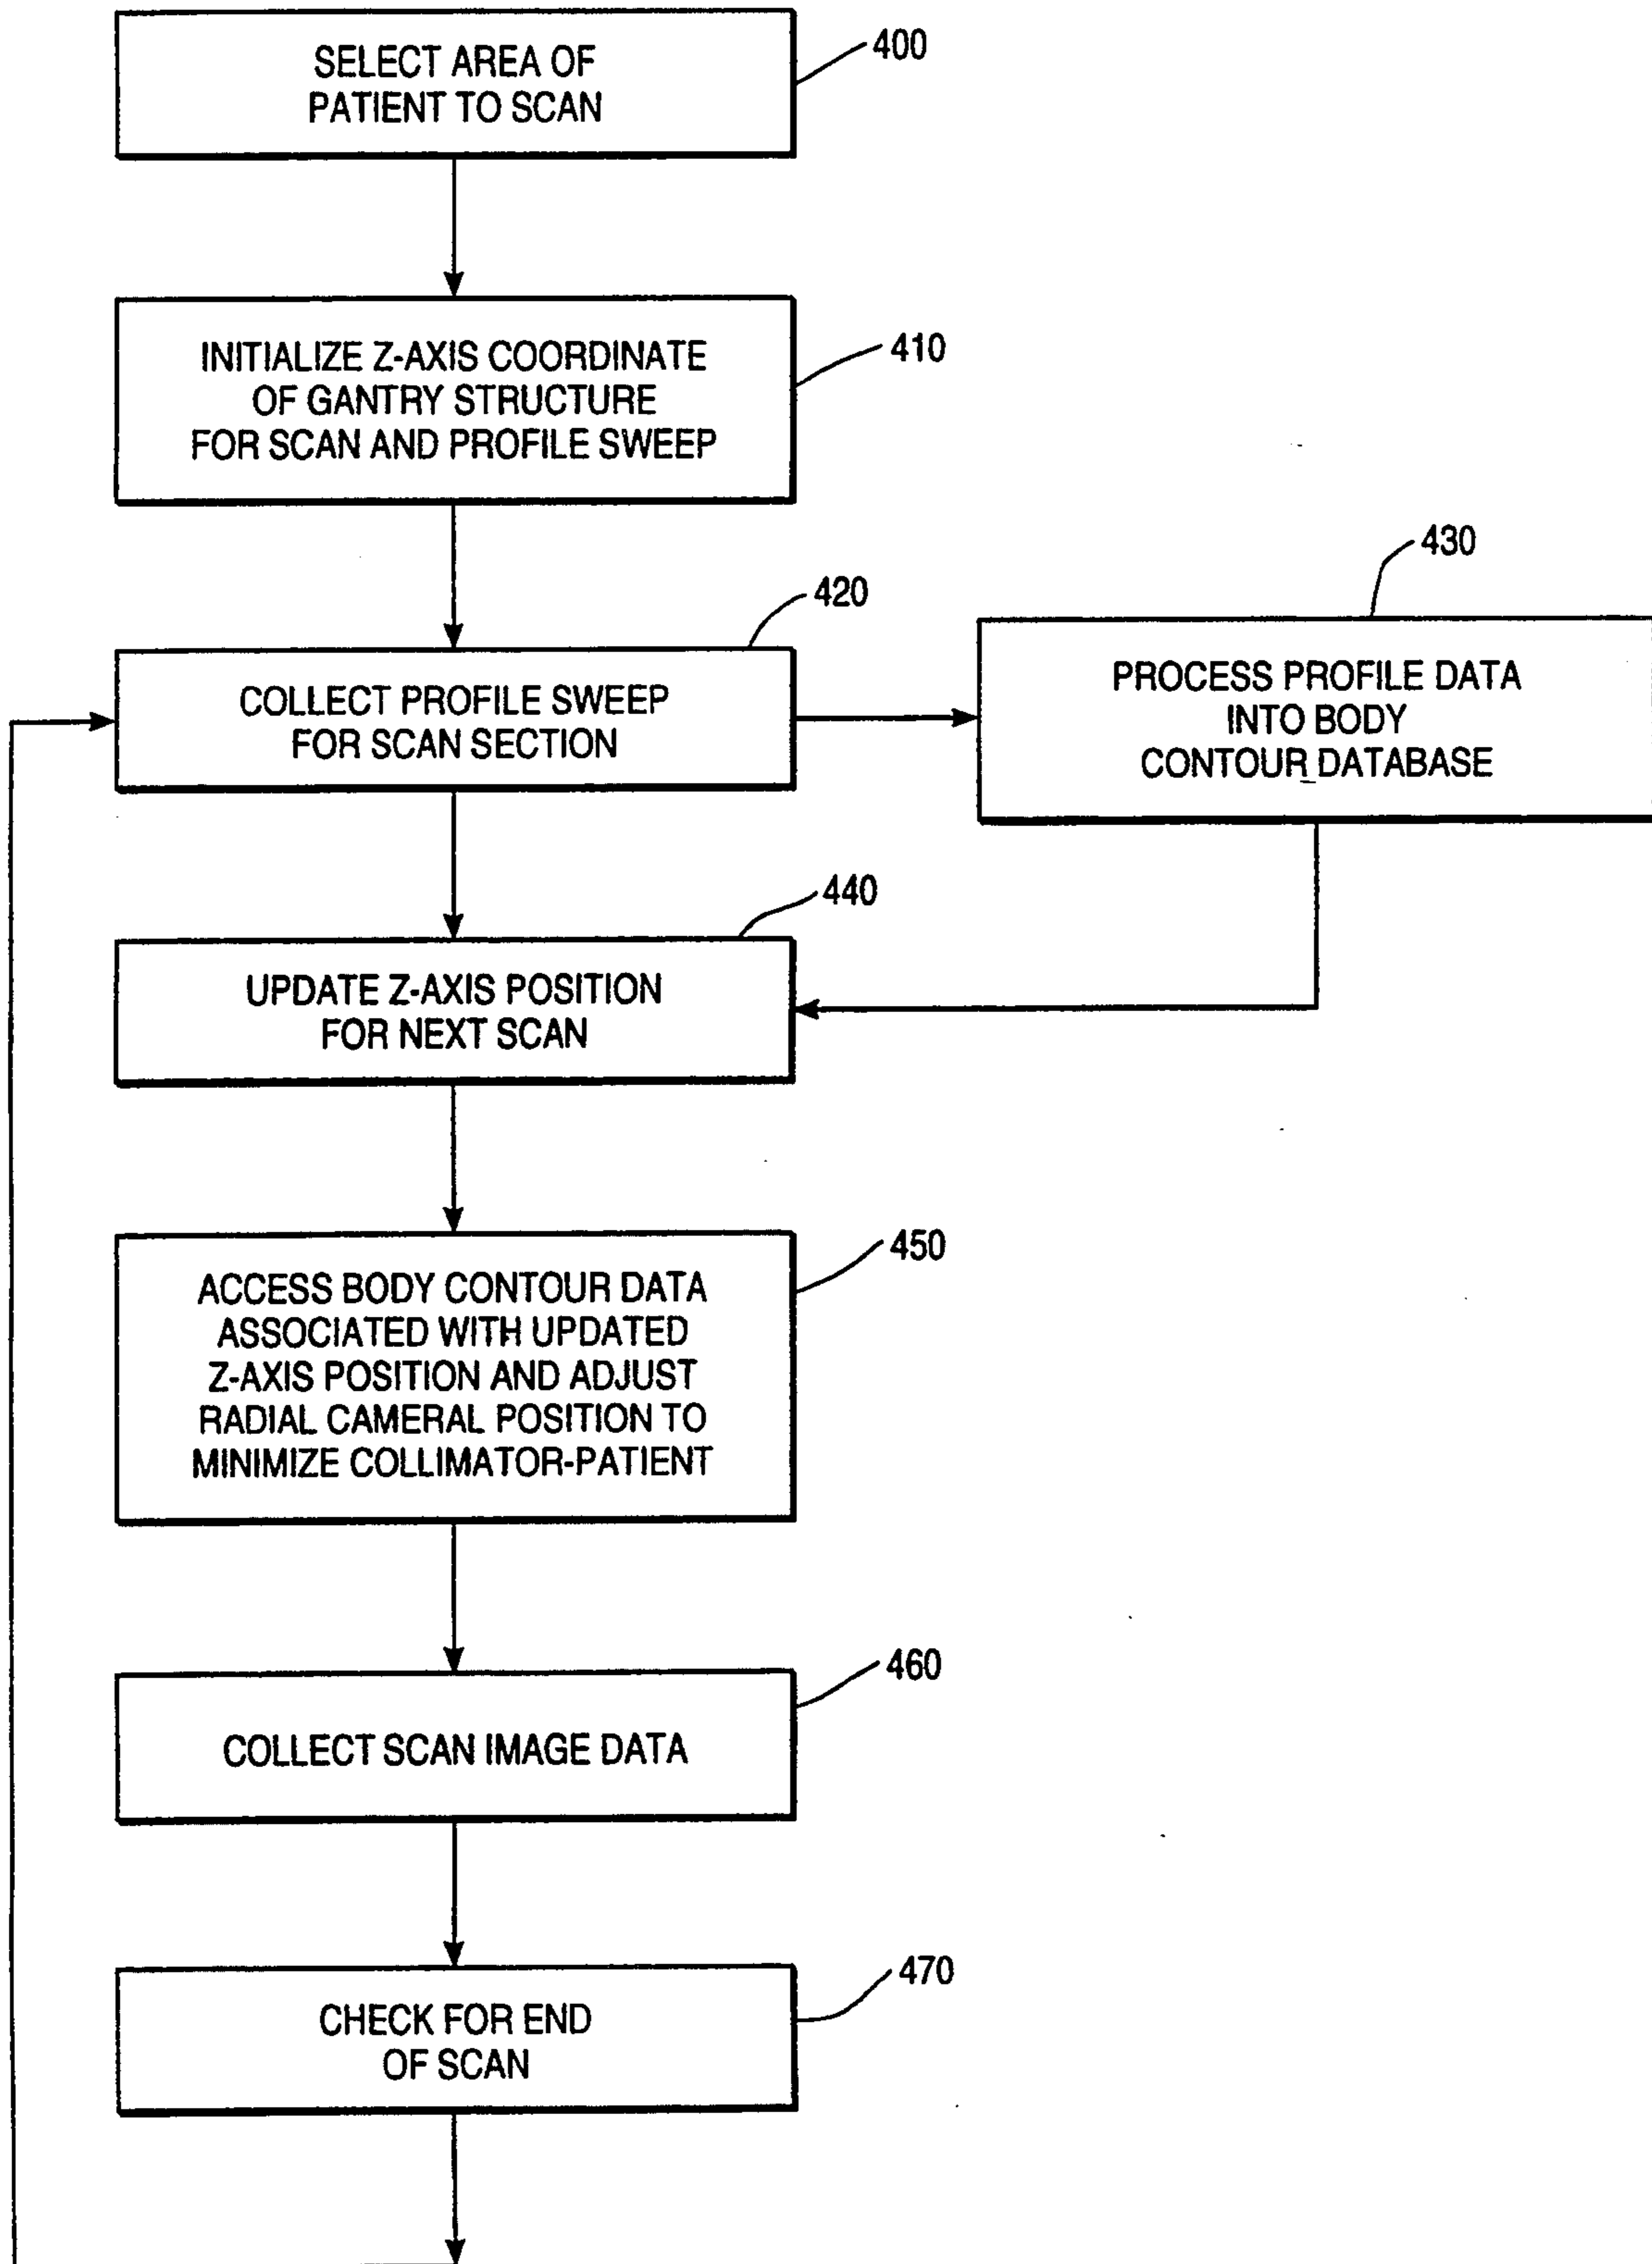 SELECT AREA OF
PATIENT TO SCAN
400
INITIALIZE Z-AXIS COORDINATE
OF GANTRY STRUCTURE
FOR SCAN AND PROFILE SWEEP
410
COLLECT PROFILE SWEEP
FOR SCAN SECTION
420
PROCESS PROFILE DATA
INTO BODY
CONTOUR DATABASE
430
UPDATE Z-AXIS POSITION
FOR NEXT SCAN
440
ACCESS BODY CONTOUR DATA
ASSOCIATED WITH UPDATED
Z-AXIS POSITION AND ADJUST
RADIAL CAMERAL POSITION TO
MINIMIZE COLLIMATOR-PATIENT
450
COLLECT SCAN IMAGE DATA
460
CHECK FOR END
OF SCAN
470